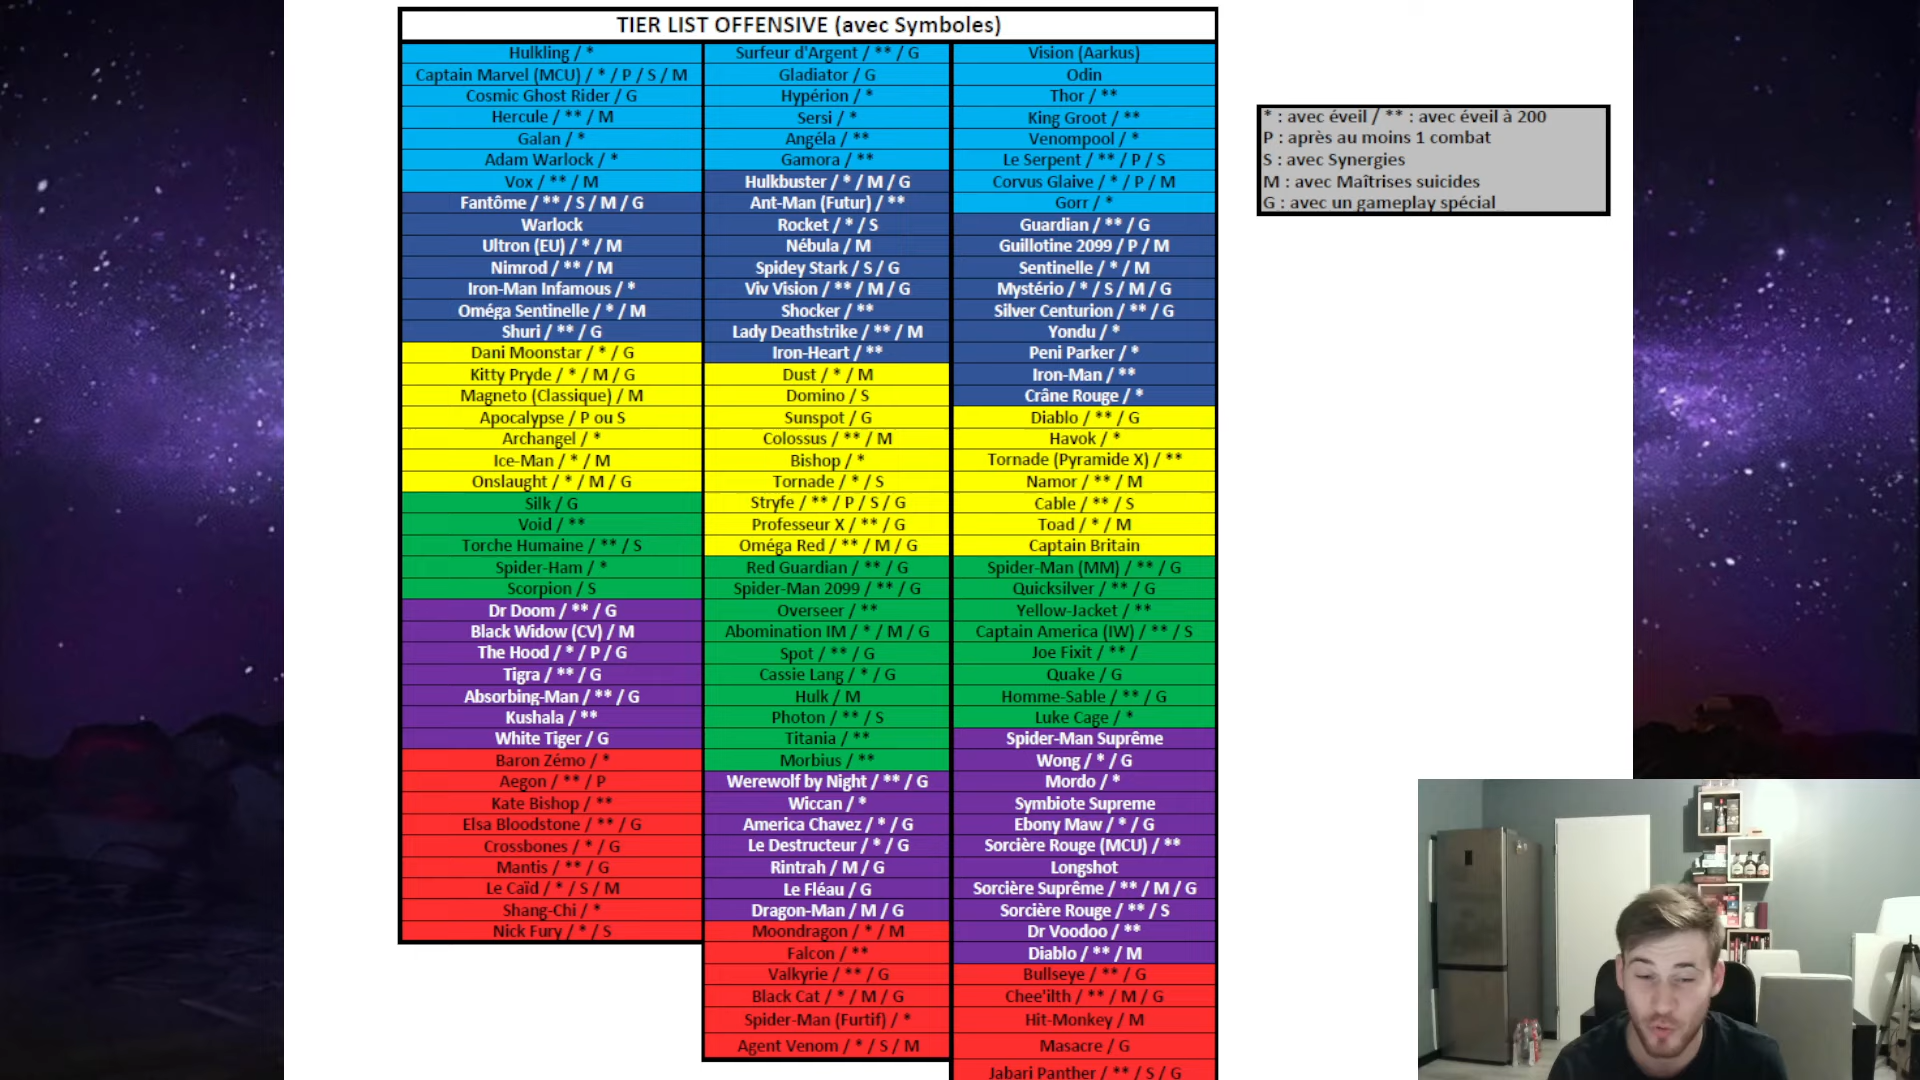 TIER LIST OFFENSIVE (avec Symboles)
Hulkling / *
Captain Marvel (MCU) / * / P / S / M
Cosmic Ghost Rider / G
Hercule / ** / M
Galan / *
Adam Warlock / *
Vox / ** / M
Fantôme / ** / S / M / G
Warlock
Ultron (EU) / * / M
Nimrod / ** / M
Iron-Man Infamous / *
Oméga Sentinelle / * / M
Shuri / ** / G
Dani Moonstar / * / G
Kitty Pryde / * / M / G
Magneto (Classique) / M
Apocalypse / P ou S
Archangel / *
Ice-Man / * / M
Onslaught / * / M / G
Silk / G
Void / **
Torche Humaine / ** / S
Spider-Ham / *
Scorpion / S
Dr Doom / ** / G
Black Widow (CV) / M
The Hood / * / P / G
Tigra / ** / G
Absorbing-Man / ** / G
Kushala / **
White Tiger / G
Baron Zémo / *
Aegon / ** / P
Kate Bishop / **
Elsa Bloodstone / ** / G
Crossbones / * / G
Mantis / ** / G
Le Caïd / * / S / M
Shang-Chi / *
Nick Fury / * / S
Surfeur d'Argent / ** / G
Gladiator / G
Hypérion / *
Sersi / *
Angéla / **
Gamora / **
Hulkbuster / * / M / G
Ant-Man (Futur) / **
Rocket / * / S
Nébula / M
Spidey Stark / S / G
Viv Vision / ** / M / G
Shocker / **
Lady Deathstrike / ** / M
Iron-Heart / **
Dust / * / M
Domino / S
Sunspot / G
Colossus / ** / M
Bishop / *
Tornade / * / S
Stryfe / ** / P / S / G
Professeur X / ** / G
Oméga Red / ** / M / G
Red Guardian / ** / G
Spider-Man 2099 / ** / G
Overseer / **
Abomination IM / * / M / G
Spot / ** / G
Cassie Lang / * / G
Hulk / M
Photon / ** / S
Titania / **
Morbius / **
Werewolf by Night / ** / G
Wiccan / *
America Chavez / * / G
Le Destructeur / * / G
Rintrah / M / G
Le Fléau / G
Dragon-Man / M / G
Moondragon / * / M
Falcon / **
Valkyrie / ** / G
Black Cat / * / M / G
Spider-Man (Furtif) / *
Agent Venom / * / S / M
Vision (Aarkus)
Odin
Thor / **
King Groot / **
Venompool / *
Le Serpent / ** / P / S
Corvus Glaive / * / P / M
Gorr / *
Guardian / ** / G
Guillotine 2099 / P / M
Sentinelle / * / M
Mystério / * / S / M / G
Silver Centurion / ** / G
Yondu / *
Peni Parker / *
Iron-Man / **
Crâne Rouge / *
Diablo / ** / G
Havok / *
Tornade (Pyramide X) / **
Namor / ** / M
Cable / ** / S
Toad / * / M
Captain Britain
Spider-Man (MM) / ** / G
Quicksilver / ** / G
Yellow-Jacket / **
Captain America (IW) / ** / S
Joe Fixit / ** /
Quake / G
Homme-Sable / ** / G
Luke Cage / *
Spider-Man Suprême
Wong / * / G
Mordo / *
Symbiote Supreme
Ebony Maw / * / G
Sorcière Rouge (MCU) / **
Longshot
Sorcière Suprême / ** / M / G
Sorcière Rouge / ** / S
Dr Voodoo / **
Diablo / ** / M
Bullseye / ** / G
Chee'ilth / ** / M / G
Hit-Monkey / M
Masacre / G
Jabari Panther / ** / S / G
* : avec éveil / ** : avec éveil à 200
P : après au moins 1 combat
S : avec Synergies
M : avec Maîtrises suicides
G : avec un gameplay spécial